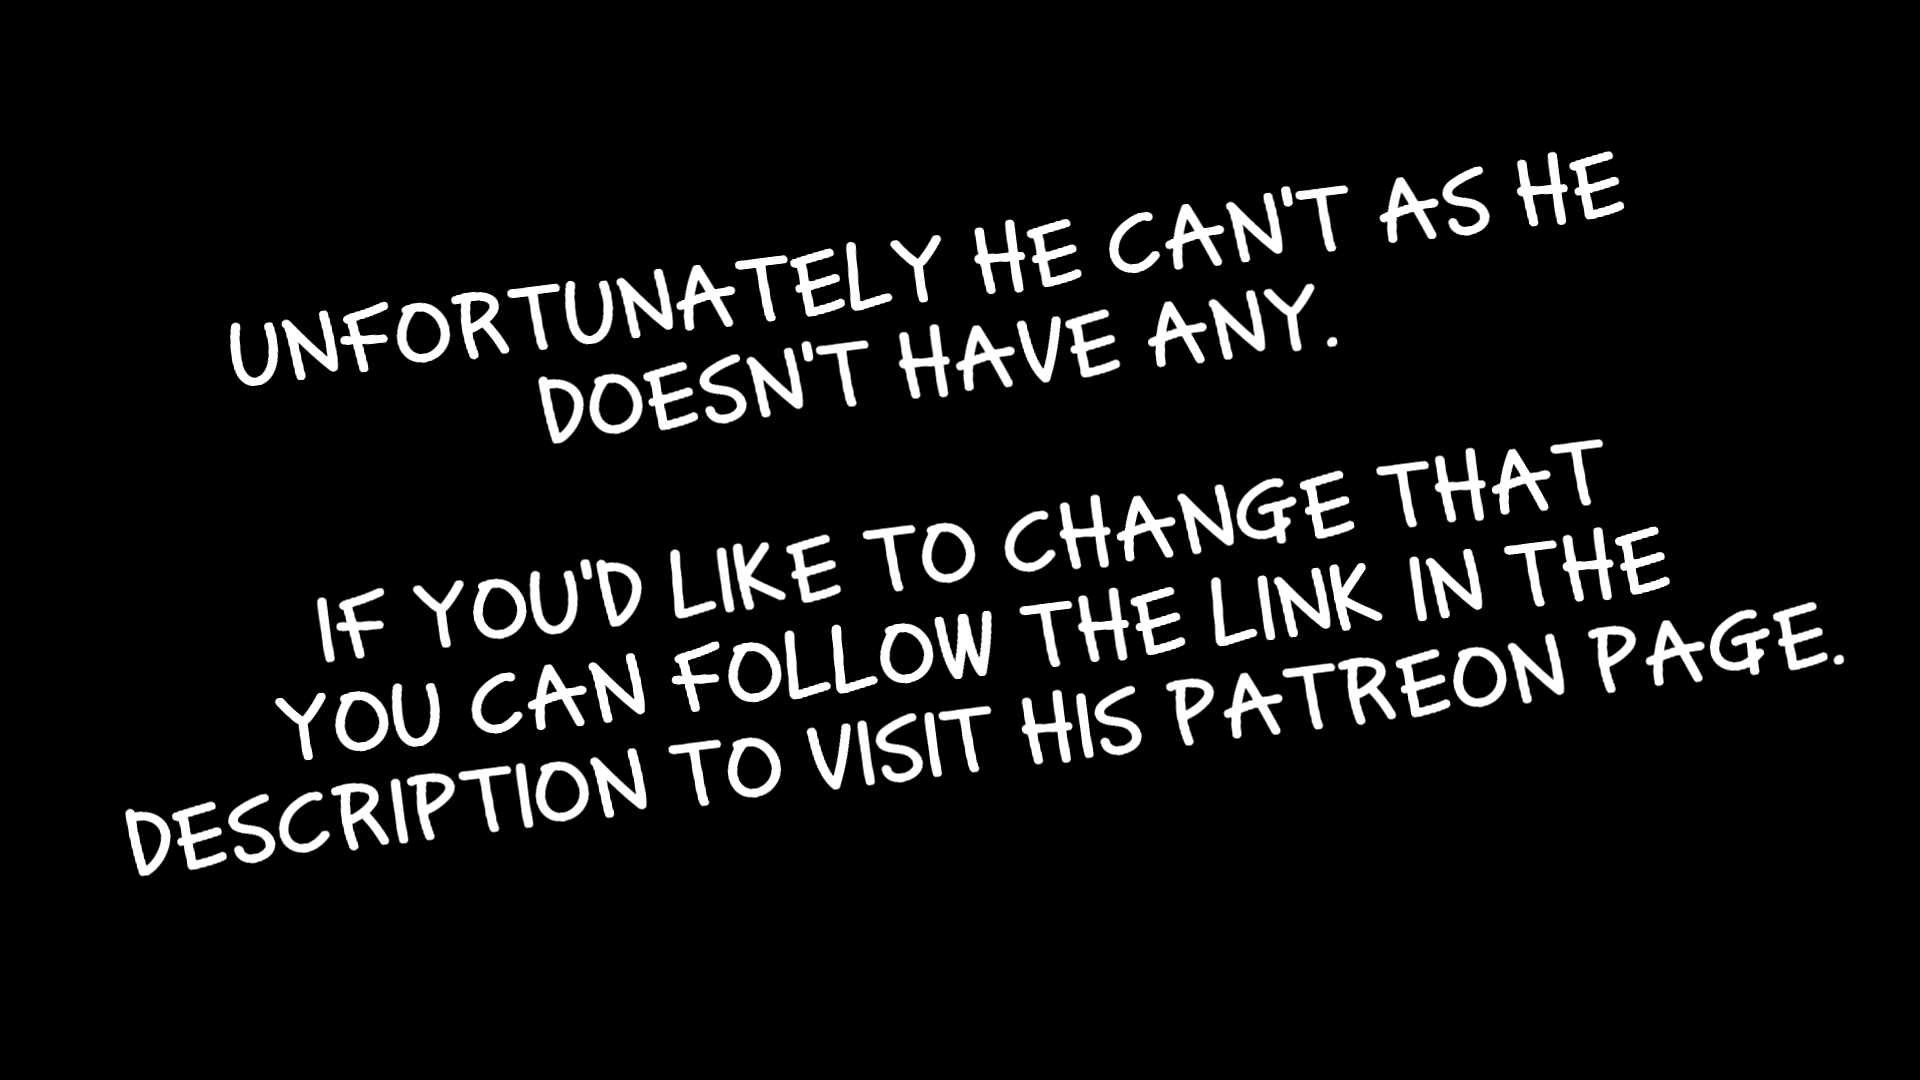 UNFORTUNATELY HE CAN'T AS HE
DOESN'T HAVE ANY.
IF YOU'D LIKE TO CHANGE THAT
YOU CAN FOLLOW THE LINK IN THE
DESCRIPTION TO VISIT HIS PATREON PAGE.